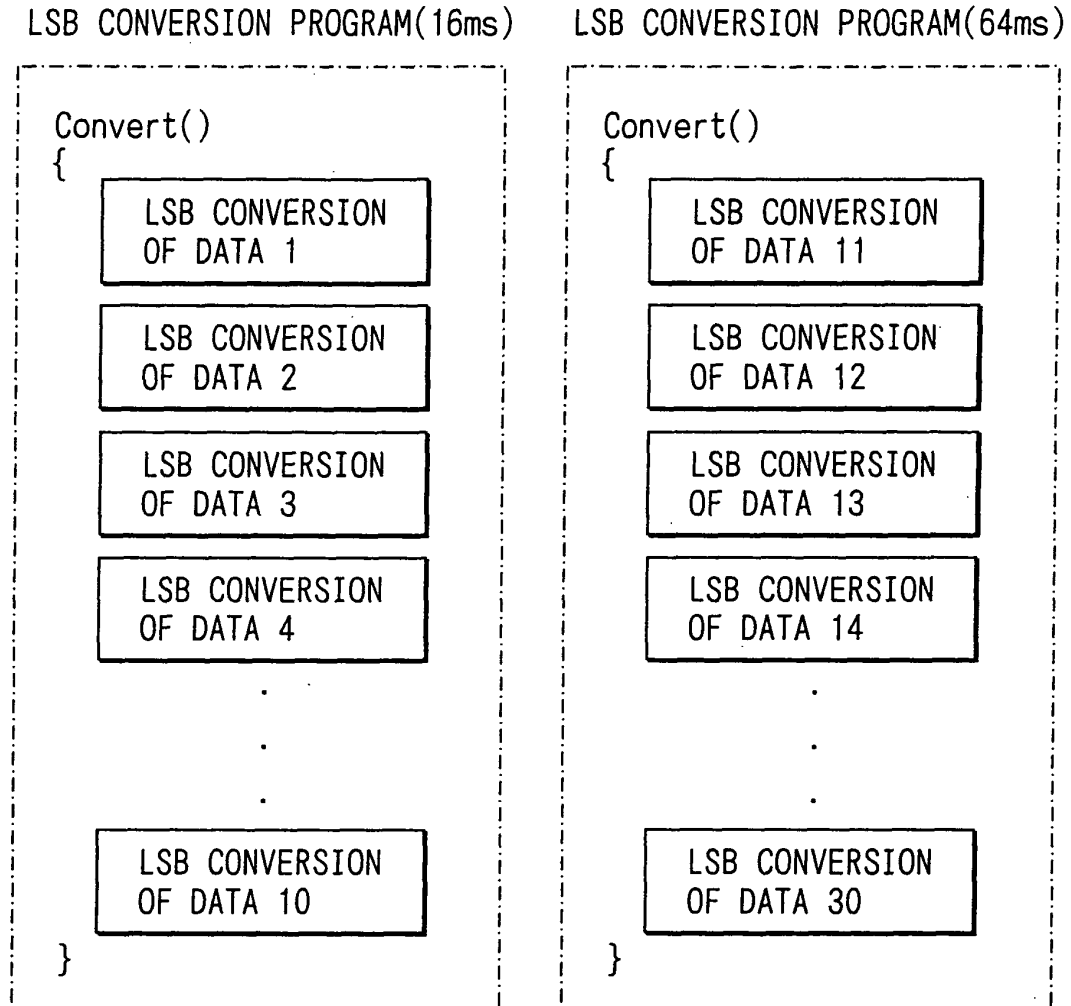 LSB CONVERSION PROGRAM(16ms)
Convert()
{
LSB CONVERSION
OF DATA 1
LSB CONVERSION
OF DATA 2
LSB CONVERSION
OF DATA 3
LSB CONVERSION
OF DATA 4
.
.
.
LSB CONVERSION
OF DATA 10
}
LSB CONVERSION PROGRAM(64ms)
Convert()
{
LSB CONVERSION
OF DATA 11
LSB CONVERSION
OF DATA 12
LSB CONVERSION
OF DATA 13
LSB CONVERSION
OF DATA 14
.
.
.
LSB CONVERSION
OF DATA 30
}